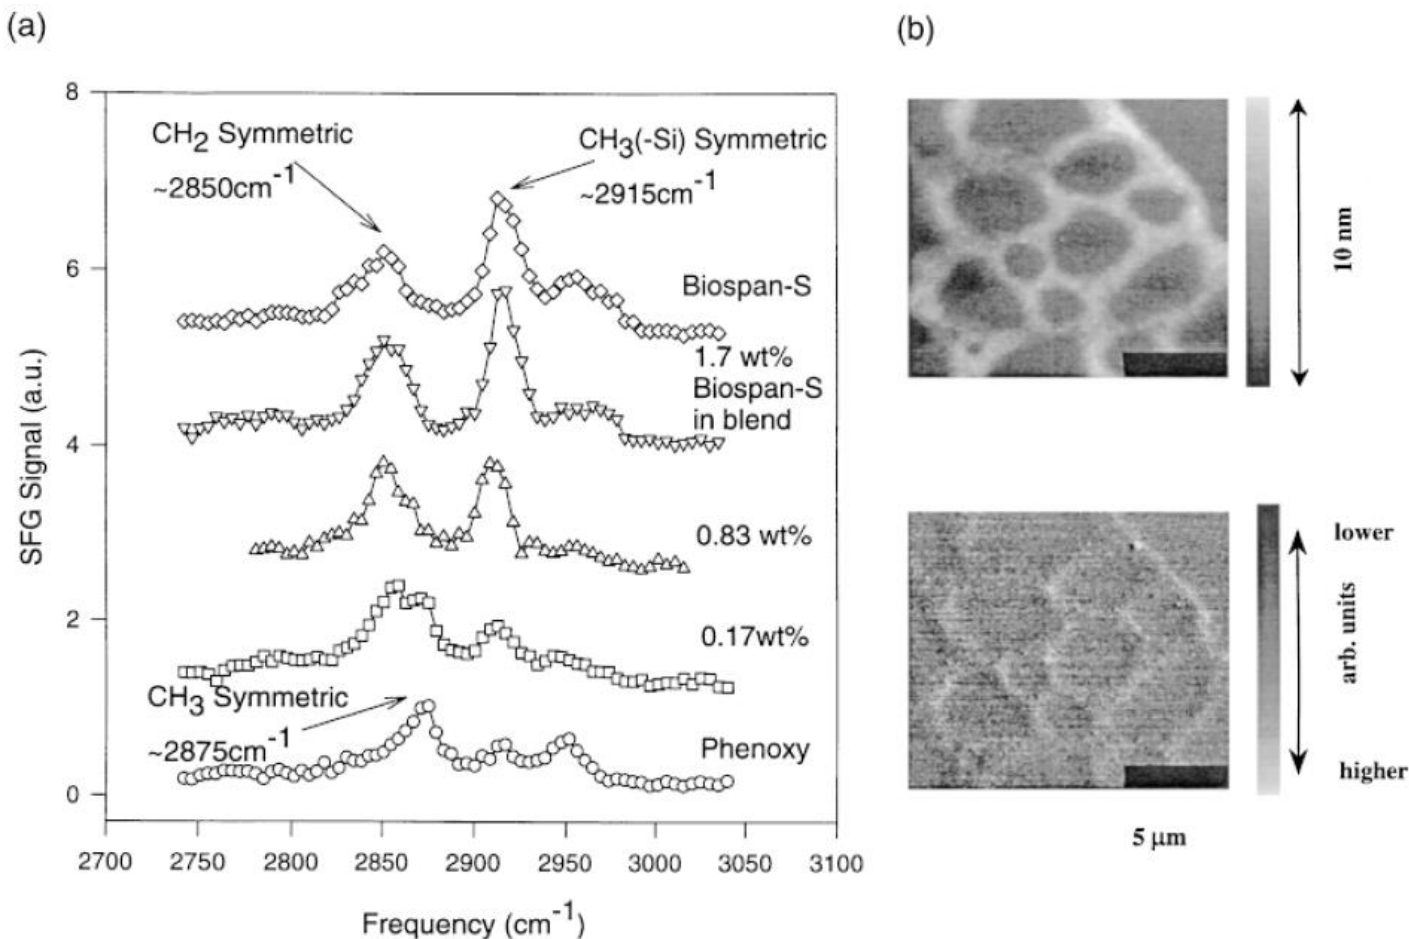 (a)
(b)
8
6
4
2
0
SFG Signal (a.u.)
CH2 Symmetric
~2850cm-1
CH3(-Si) Symmetric
~2915cm-1
Biospan-S
1.7 wt%
Biospan-S
in blend
0.83 wt%
0.17wt%
CH3 Symmetric
~2875cm-1
Phenoxy
2700 2750 2800 2850 2900 2950 3000 3050 3100
Frequency (cm-1)
10 nm
lower
arb. units
higher
5 μm